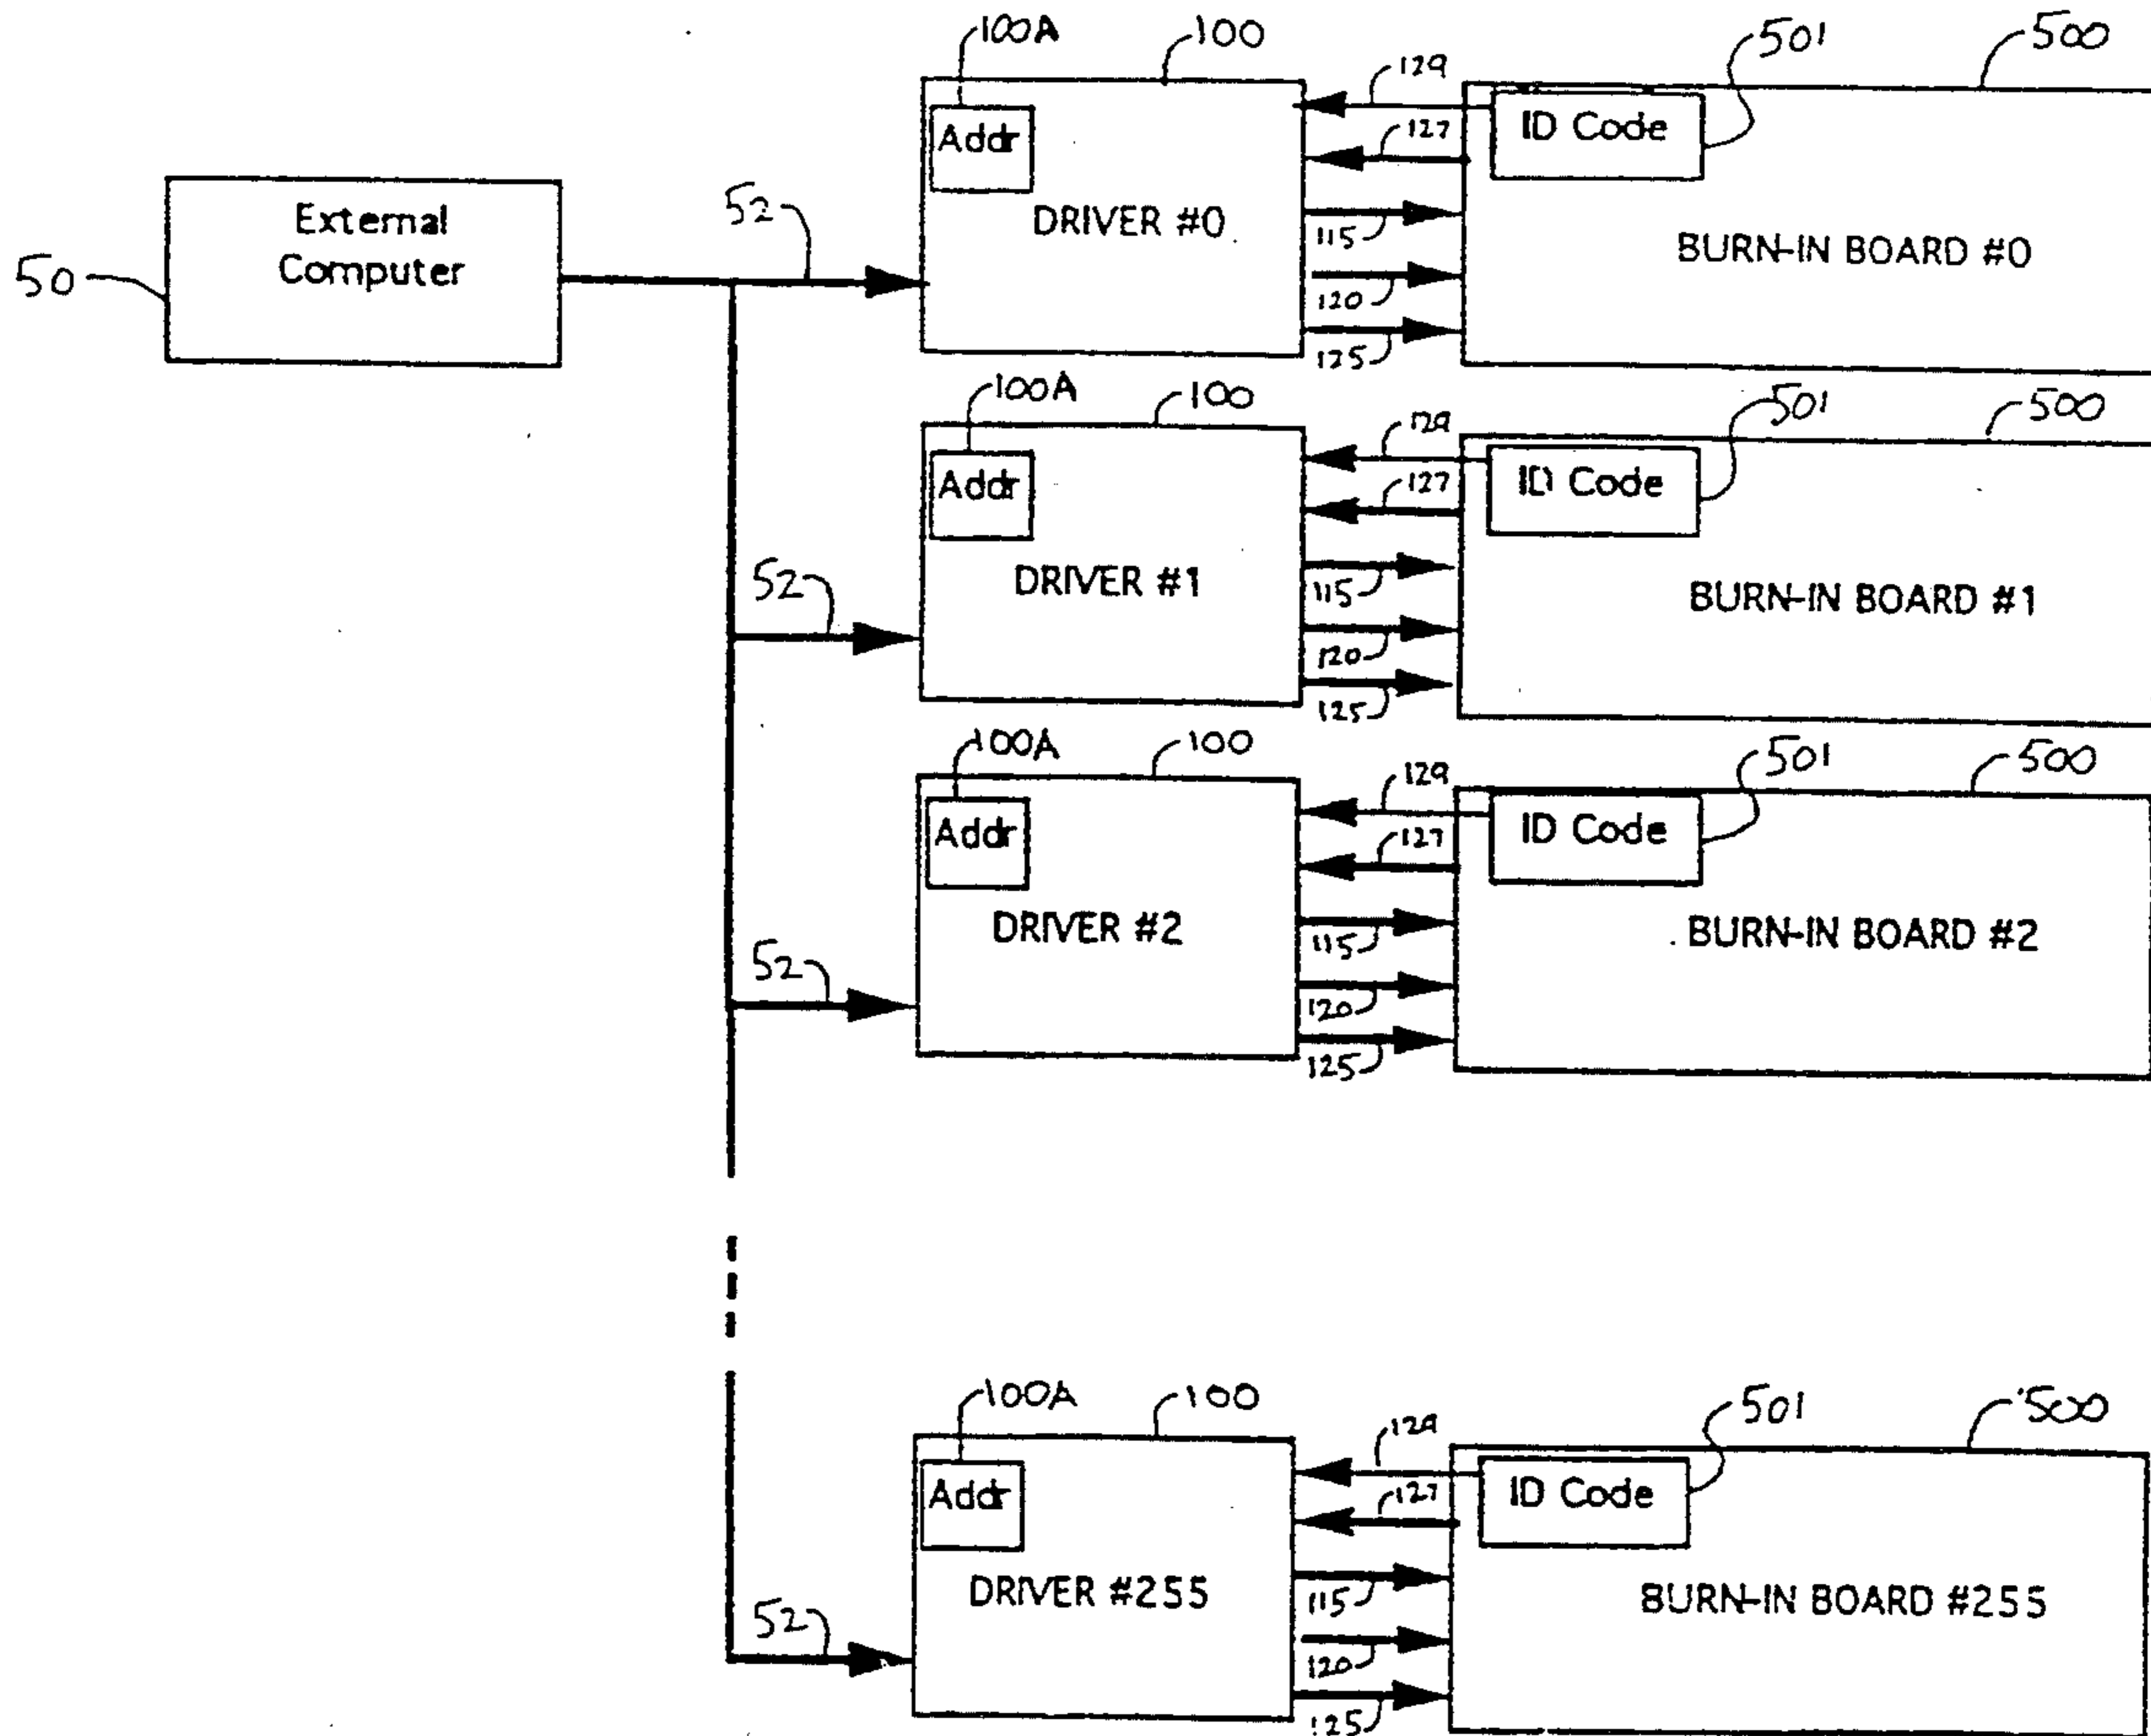 100A
100
501
500
129
Addr
ID Code
127
External
Computer
52
DRIVER #0
115
BURN-IN BOARD #0
50
120
125
100A
100
501
500
129
Addr
ID Code
127
52
DRIVER #1
115
BURN-IN BOARD #1
120
125
100A
100
501
500
129
Addr
ID Code
127
52
DRIVER #2
115
BURN-IN BOARD #2
120
125
100A
100
501
500
129
Addr
ID Code
127
52
DRIVER #255
115
BURN-IN BOARD #255
120
125